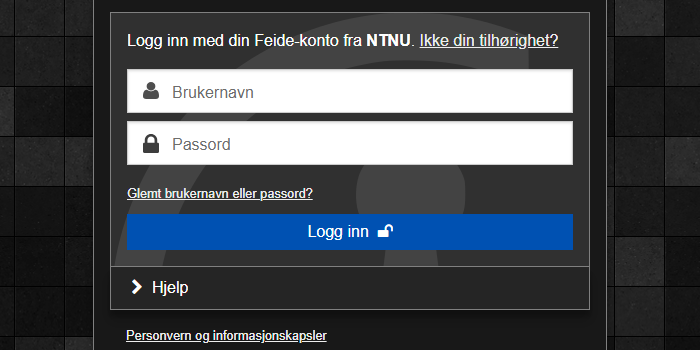 Logg inn med din Feide-konto fra NTNU. Ikke din tilhørighet?
Brukernavn
Passord
Glemt brukernavn eller passord?
Logg inn
Hjelp
Personvern og informasjonskapsler